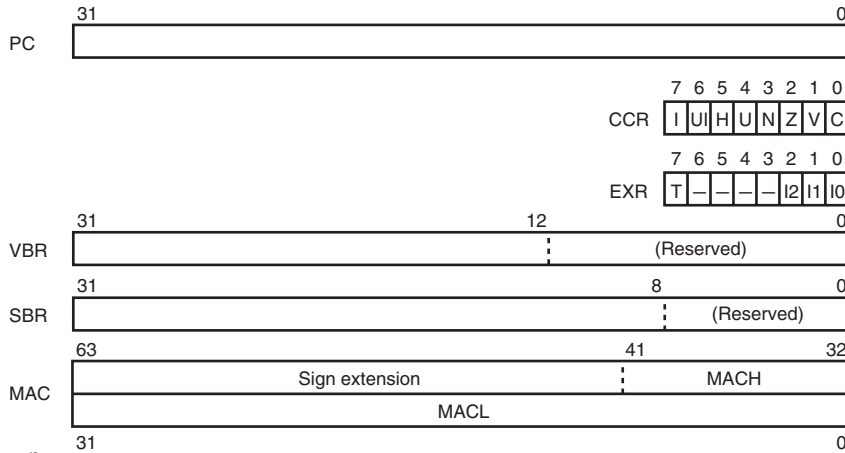 31 0
PC
7 6 5 4 3 2 1 0
CCR I UI H U N Z V C
7 6 5 4 3 2 1 0
EXR T — — — — I2 I1 I0
31 12 0
VBR (Reserved)
31 8 0
SBR (Reserved)
63 41 32
Sign extension MACH
MAC
MACL
31 0